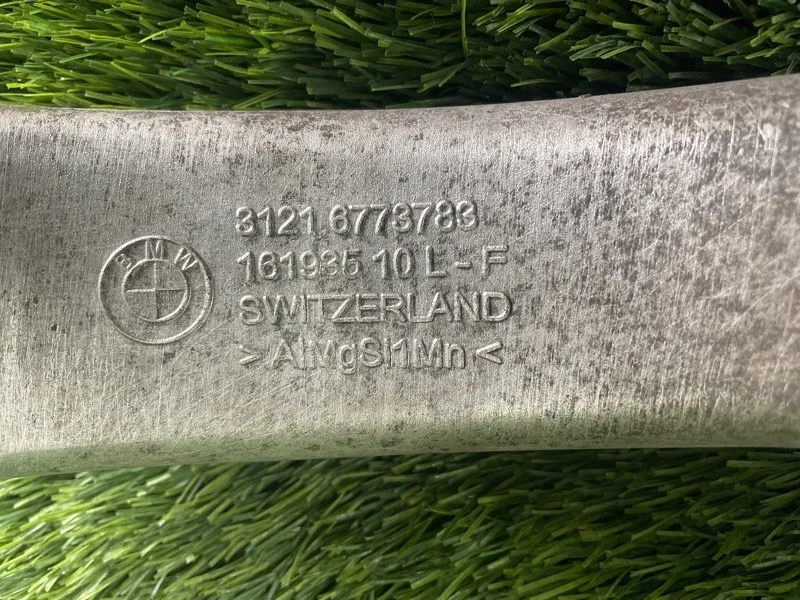 BMW
3121 6773783
161935 10 L - F
SWITZERLAND
> AlMgSi1Mn <